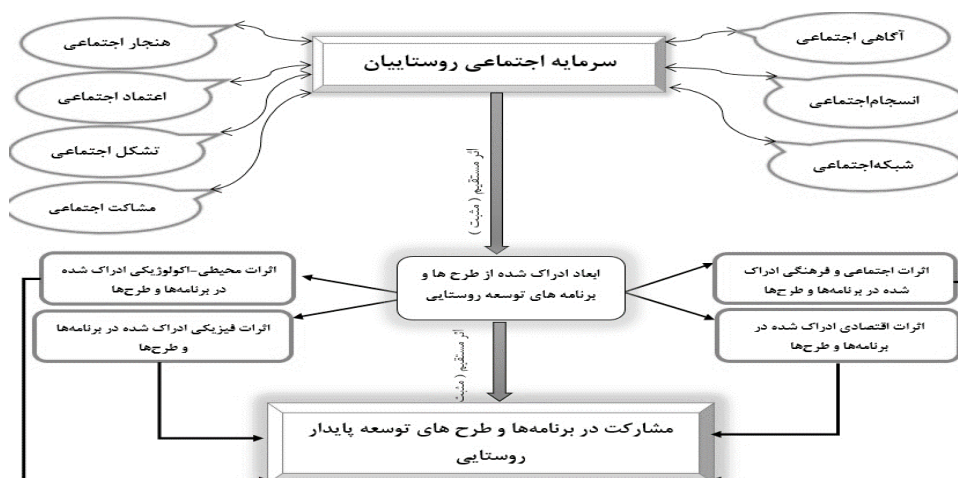 آگاهی اجتماعی
هنجار اجتماعی
سرمایه اجتماعی روستاییان
انسجام‌اجتماعی
اعتماد اجتماعی
شبکه‌اجتماعی
تشکل اجتماعی
مشاکت اجتماعی
اثر مستقیم ( مثبت )
اثرات اجتماعی و فرهنگی ادراک
شده در برنامه‌ها و طرح‌ها
ابعاد ادراک شده از طرح ها و
برنامه های توسعه روستایی
اثرات محیطی-اکولوژیکی ادراک شده
در برنامه‌ها و طرح‌ها
اثرات اقتصادی ادراک شده در
برنامه‌ها و طرح‌ها
اثرات فیزیکی ادراک شده در برنامه‌ها
و طرح‌ها
اثر مستقیم ( مثبت
مشارکت در برنامه‌ها و طرح های توسعه پایدار
روستایی